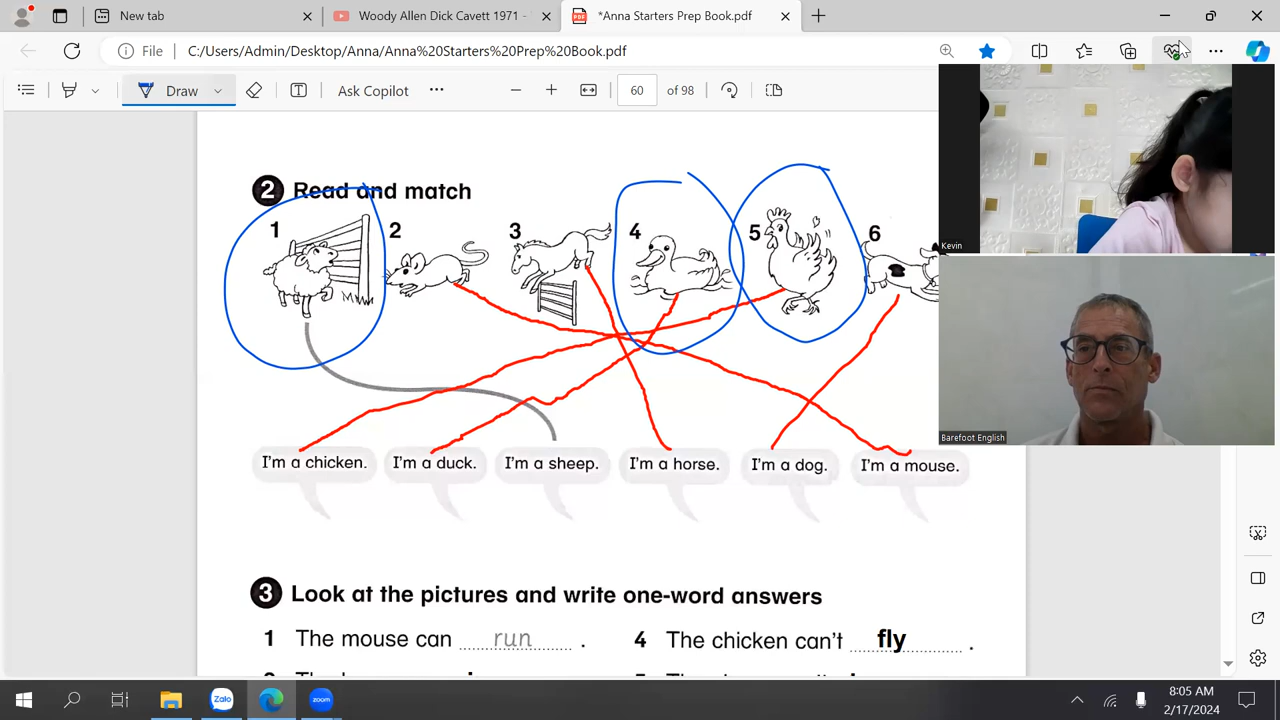 New tab
Woody Allen Dick Cavett 1971 -
*Anna Starters Prep Book.pdf
File
C:/Users/Admin/Desktop/Anna/Anna%20Starters%20Prep%20Book.pdf
Draw
Ask Copilot
60 of 98
2 Read and match
1 2 3 4 5 6
Kevin
Barefoot English
I'm a chicken. I'm a duck. I'm a sheep. I'm a horse. I'm a dog. I'm a mouse.
3 Look at the pictures and write one-word answers
1 The mouse can run .
4 The chicken can't fly .
Zalo
zoom
8:05 AM
2/17/2024